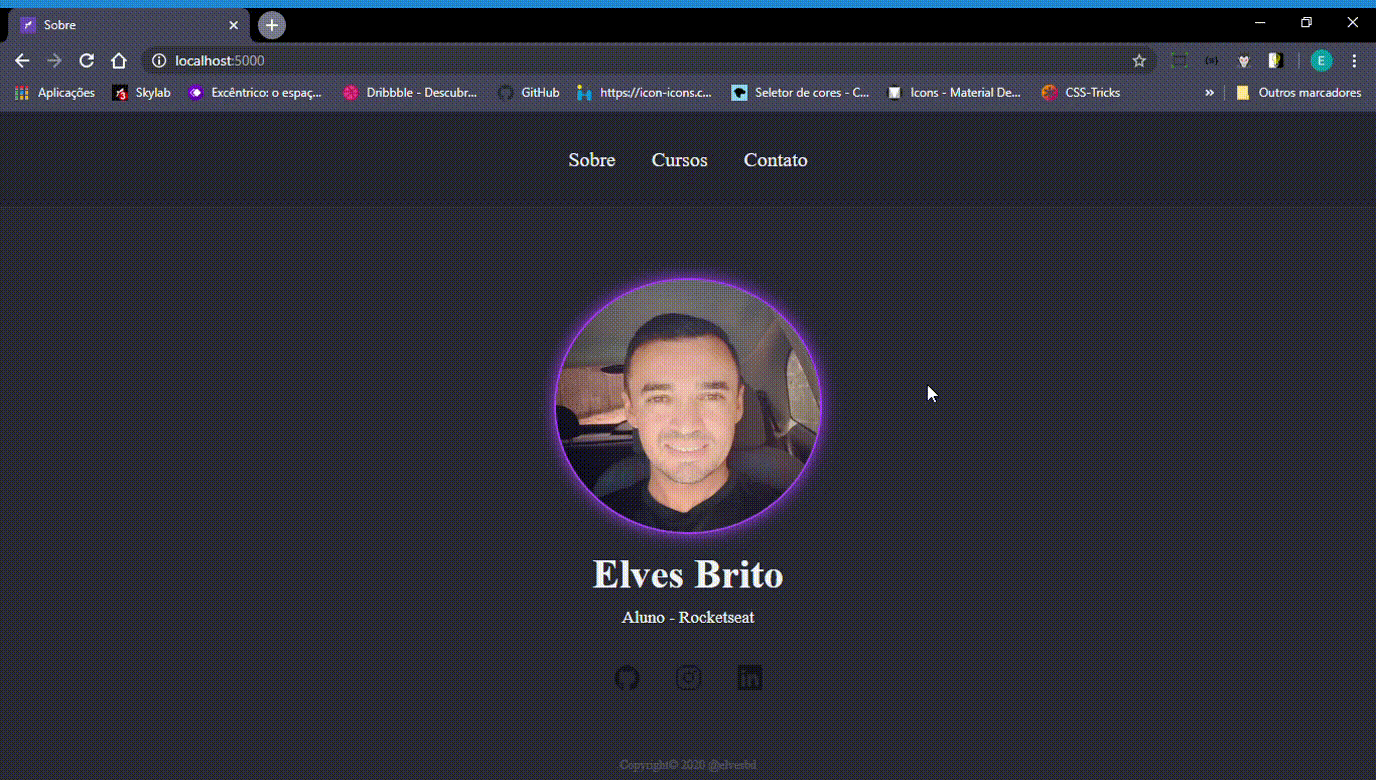 Sobre
localhost:5000
E
Aplicações
Skylab
Excêntrico: o espaç...
Dribbble - Descubr...
GitHub
https://icon-icons.c...
Seletor de cores - C...
Icons - Material De...
CSS-Tricks
»
Outros marcadores
Sobre Cursos Contato
Elves Brito
Aluno - Rocketseat
in
Copyright© 2020 @elvesbd